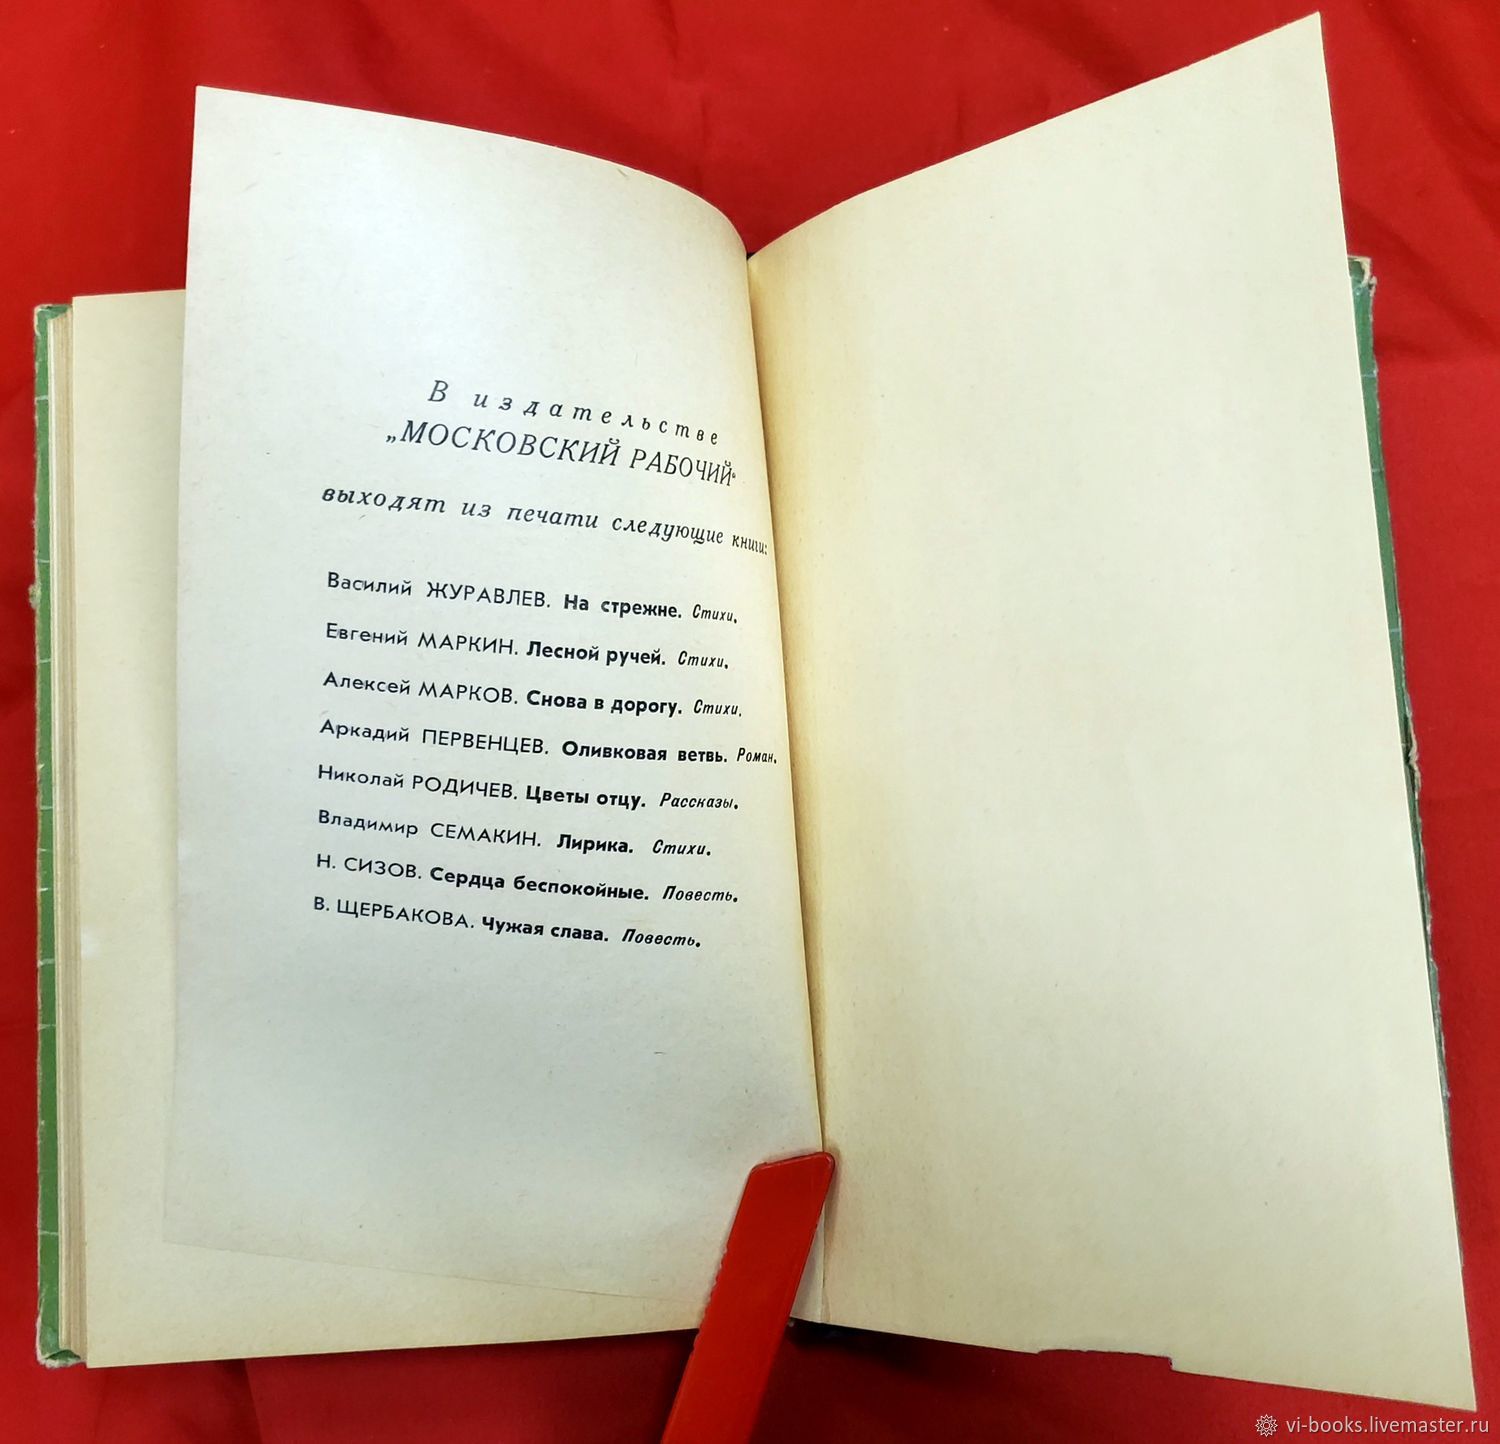 В издательстве
„МОСКОВСКИЙ РАБОЧИЙ“
выходят из печати следующие книги:
Василий ЖУРАВЛЕВ. На стрежне. Стихи.
Евгений МАРКИН. Лесной ручей. Стихи.
Алексей МАРКОВ. Снова в дорогу. Стихи.
Аркадий ПЕРВЕНЦЕВ. Оливковая ветвь. Роман.
Николай РОДИЧЕВ. Цветы отцу. Рассказы.
Владимир СЕМАКИН. Лирика. Стихи.
Н. СИЗОВ. Сердца беспокойные. Повесть.
В. ЩЕРБАКОВА. Чужая слава. Повесть.
vi-books.livemaster.ru